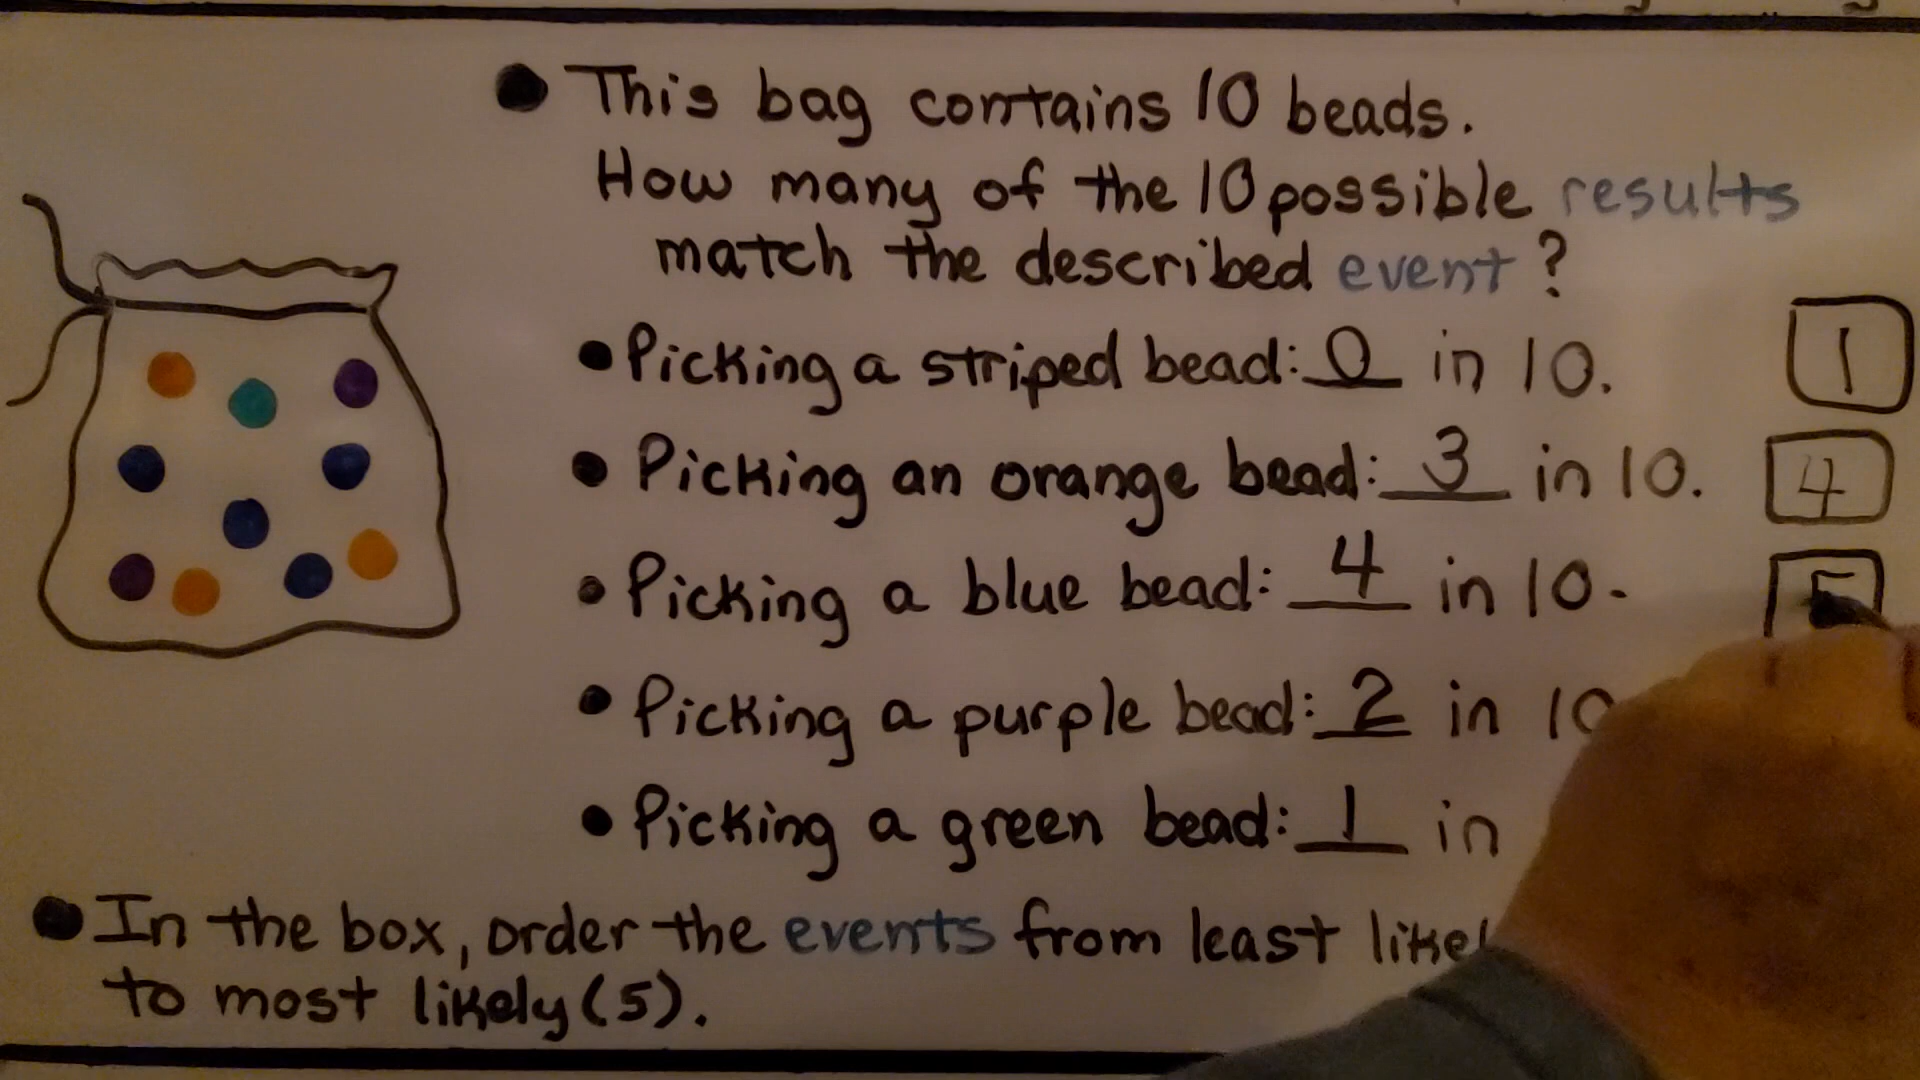 • This bag contains 10 beads.
How many of the 10 possible results
match the described event?
• Picking a striped bead: 0 in 10. 1
• Picking an orange bead: 3 in 10. 4
• Picking a blue bead: 4 in 10. 5
• Picking a purple bead: 2 in 10
• Picking a green bead: 1 in
• In the box, order the events from least likel
to most likely (5).